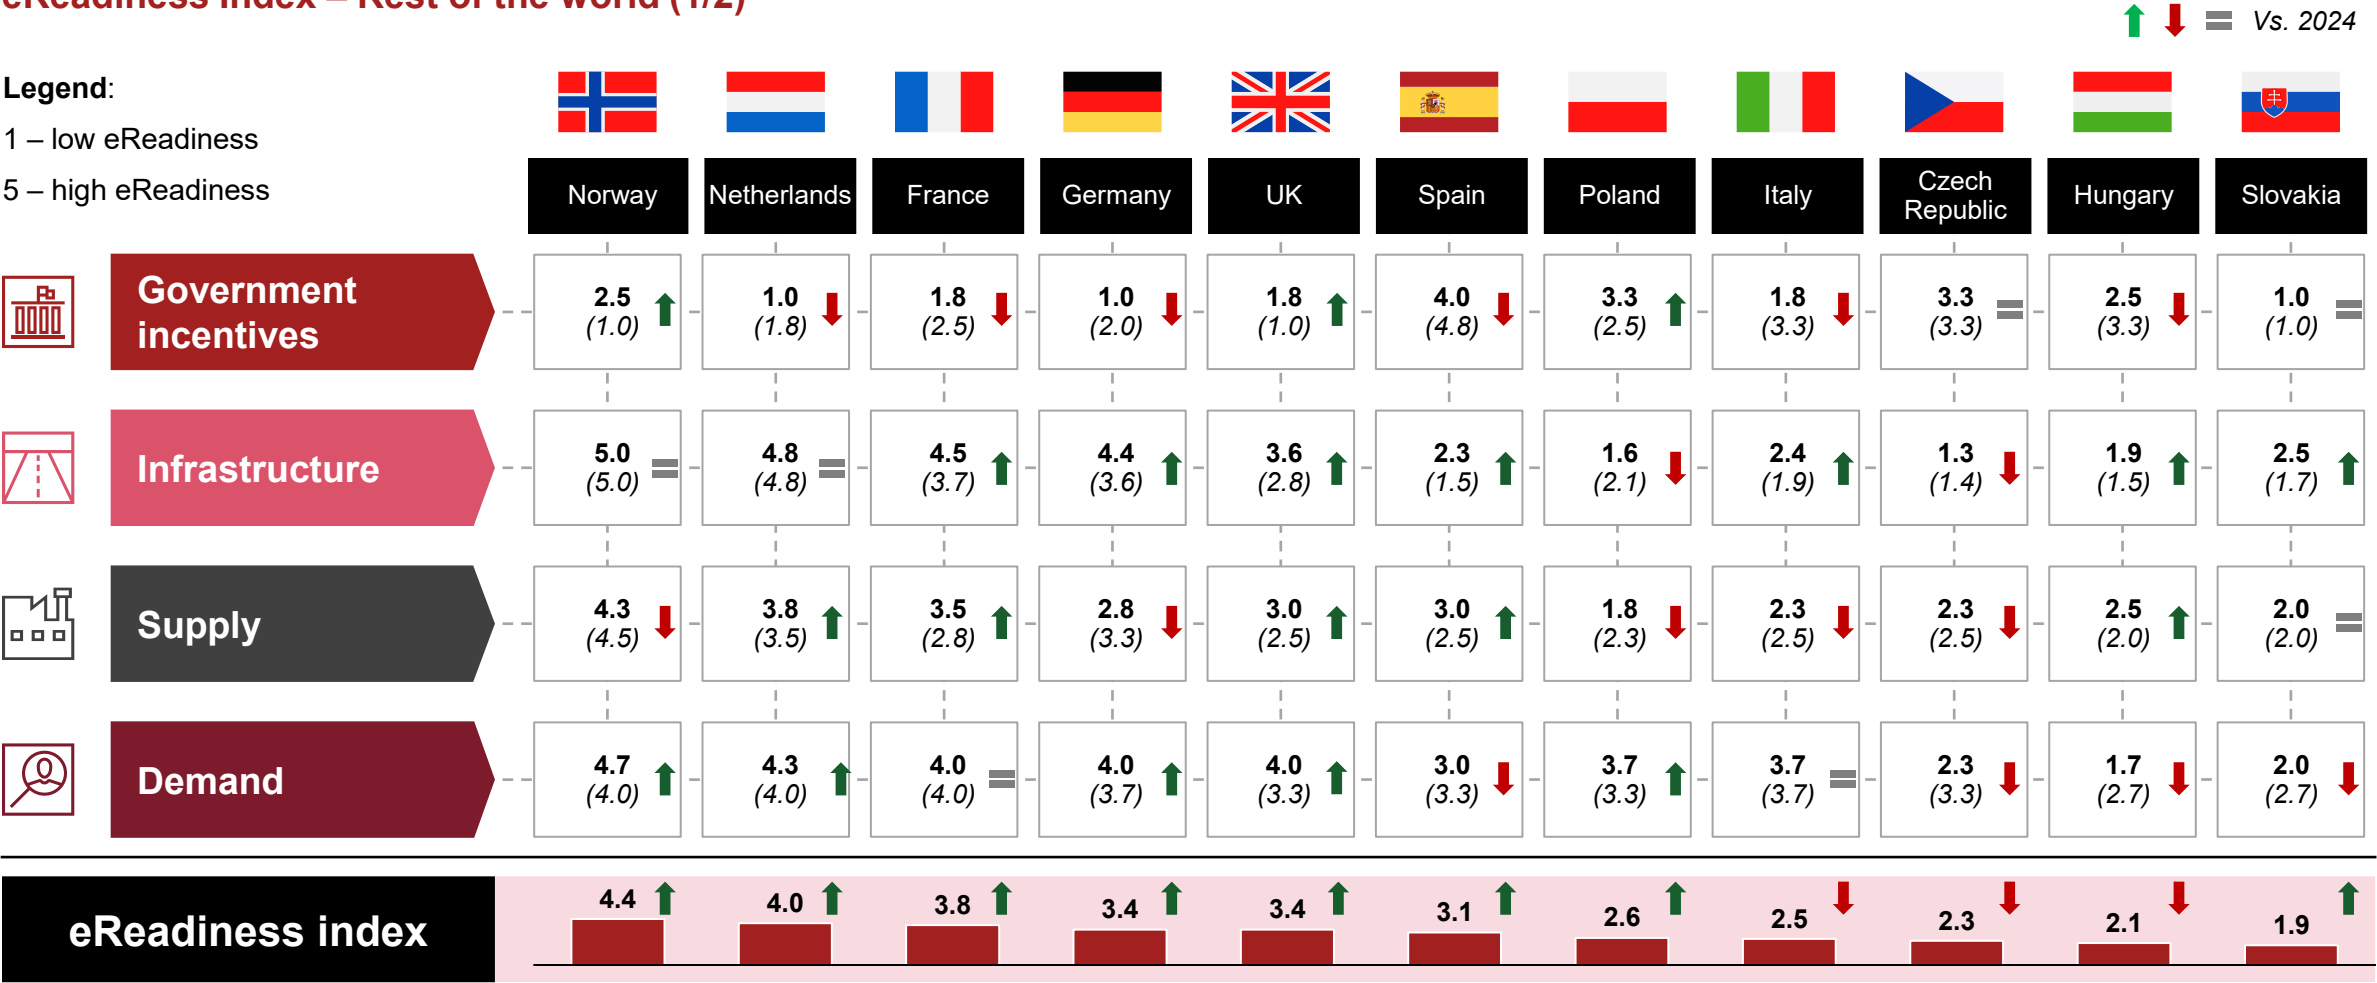 eReadiness Index – Rest of the world (1/2)
Vs. 2024
Legend:
1 – low eReadiness
5 – high eReadiness
Norway Netherlands France Germany UK Spain Poland Italy Czech Republic Hungary Slovakia
Government
incentives
2.5 1.0 1.8 1.0 1.8 4.0 3.3 1.8 3.3 2.5 1.0
(1.0) (1.8) (2.5) (2.0) (1.0) (4.8) (2.5) (3.3) (3.3) (3.3) (1.0)
Infrastructure
5.0 4.8 4.5 4.4 3.6 2.3 1.6 2.4 1.3 1.9 2.5
(5.0) (4.8) (3.7) (3.6) (2.8) (1.5) (2.1) (1.9) (1.4) (1.5) (1.7)
Supply
4.3 3.8 3.5 2.8 3.0 3.0 1.8 2.3 2.3 2.5 2.0
(4.5) (3.5) (2.8) (3.3) (2.5) (2.5) (2.3) (2.5) (2.5) (2.0) (2.0)
Demand
4.7 4.3 4.0 4.0 4.0 3.0 3.7 3.7 2.3 1.7 2.0
(4.0) (4.0) (4.0) (3.7) (3.3) (3.3) (3.3) (3.7) (3.3) (2.7) (2.7)
eReadiness index
4.4 4.0 3.8 3.4 3.4 3.1 2.6 2.5 2.3 2.1 1.9